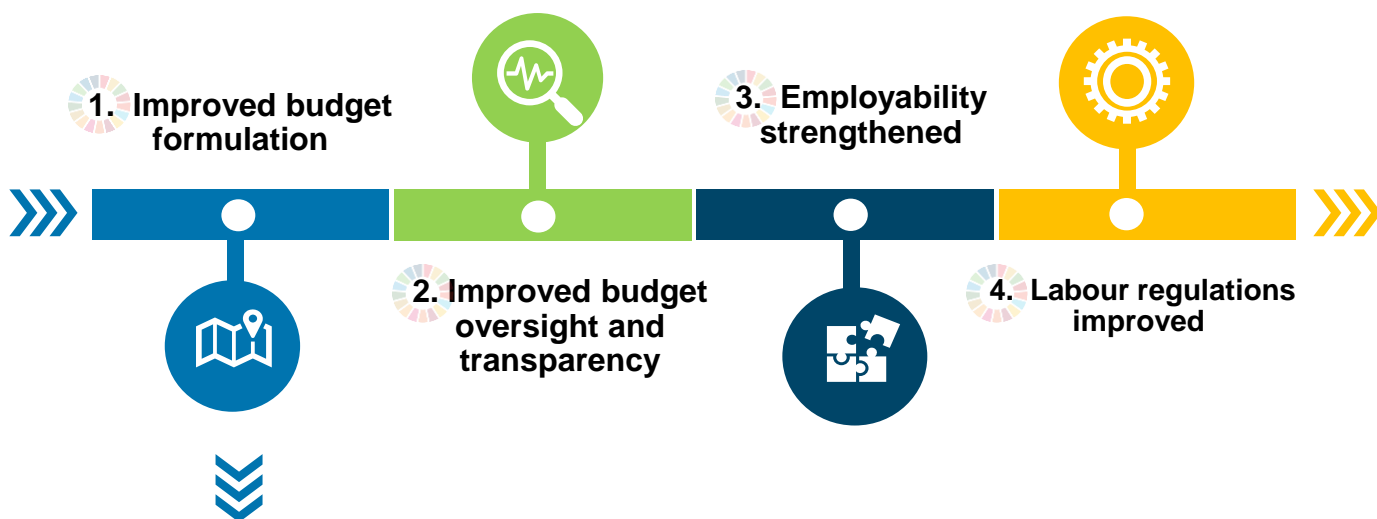 1. Improved budget
formulation
2. Improved budget
oversight and
transparency
3. Employability
strengthened
4. Labour regulations
improved